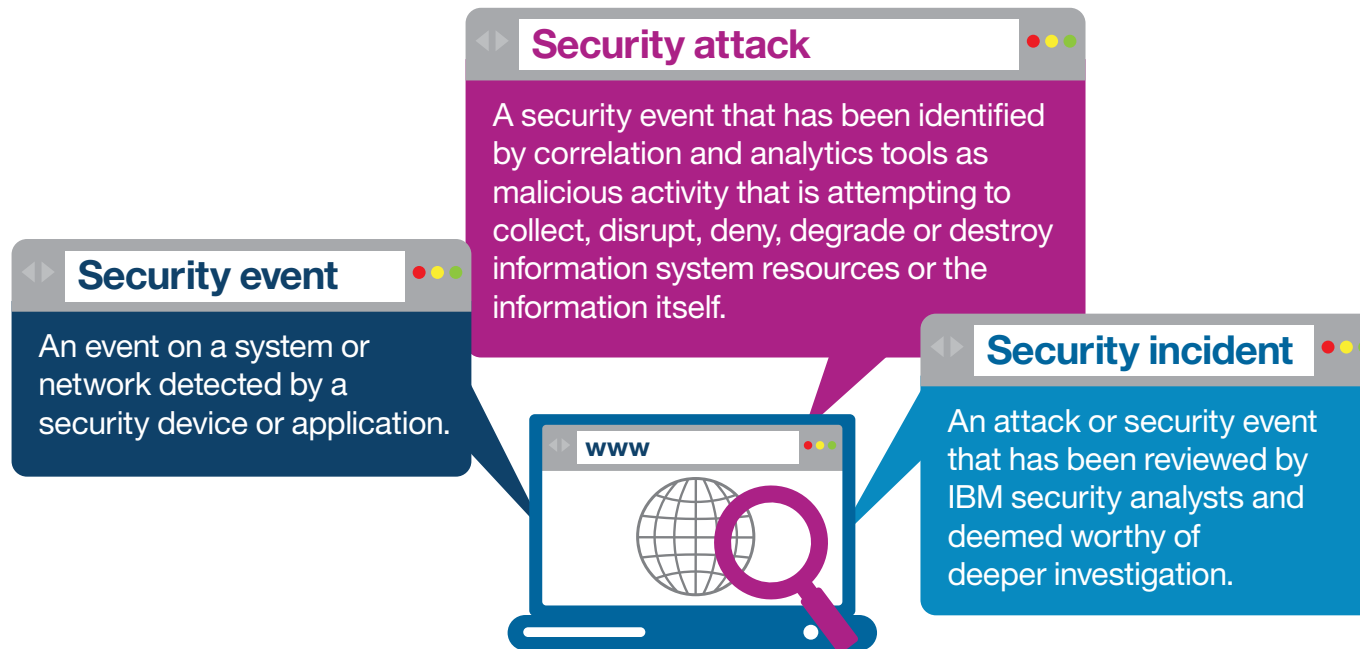 Security attack
A security event that has been identified
by correlation and analytics tools as
malicious activity that is attempting to
collect, disrupt, deny, degrade or destroy
information system resources or the
information itself.
Security event
An event on a system or
network detected by a
security device or application.
Security incident
An attack or security event
that has been reviewed by
IBM security analysts and
deemed worthy of
deeper investigation.
www